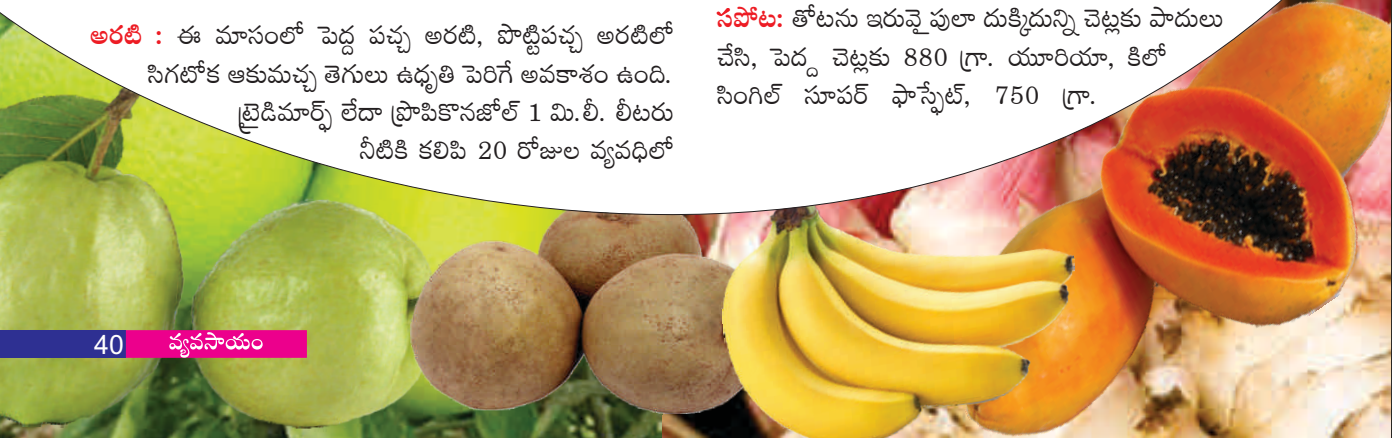 అరటి : ఈ మాసంలో పెద్ద పచ్చ అరటి, పొట్టిపచ్చ అరటిలో
సిగటోక ఆకుమచ్చ తెగులు ఉధృతి పెరిగే అవకాశం ఉంది.
ట్రైడిమార్ఫ్ లేదా ప్రొపికొనజోల్ 1 మి.లీ. లీటరు
నీటికి కలిపి 20 రోజుల వ్యవధిలో
సపోట: తోటను ఇరువైపులా దుక్కిదున్ని చెట్లకు పాదులు
చేసి, పెద్ద చెట్లకు 880 గ్రా. యూరియా, కిలో
సింగిల్ సూపర్ ఫాస్ఫేట్, 750 గ్రా.
40 వ్యవసాయం